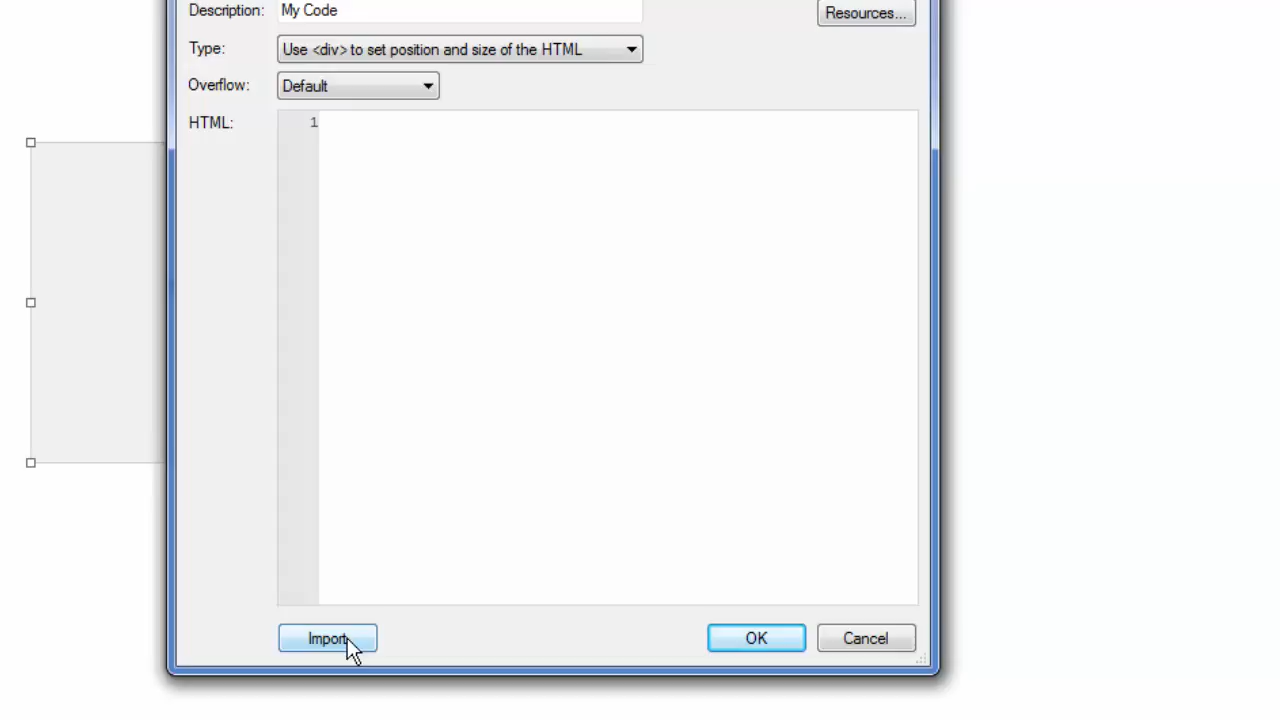 Description: My Code
Resources...
Type: Use <div> to set position and size of the HTML
Overflow: Default
HTML: 1
Import OK Cancel